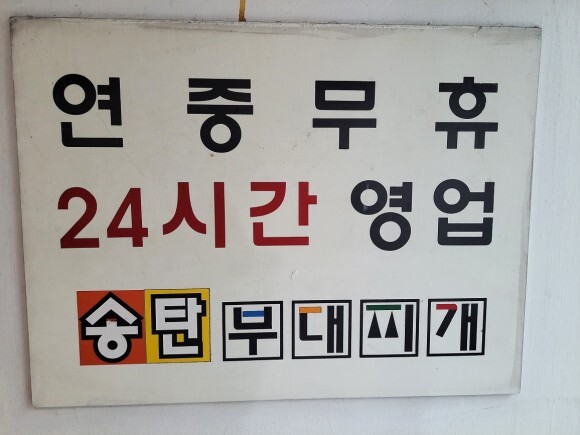 연중무휴
24시간 영업
송탄 부대찌개